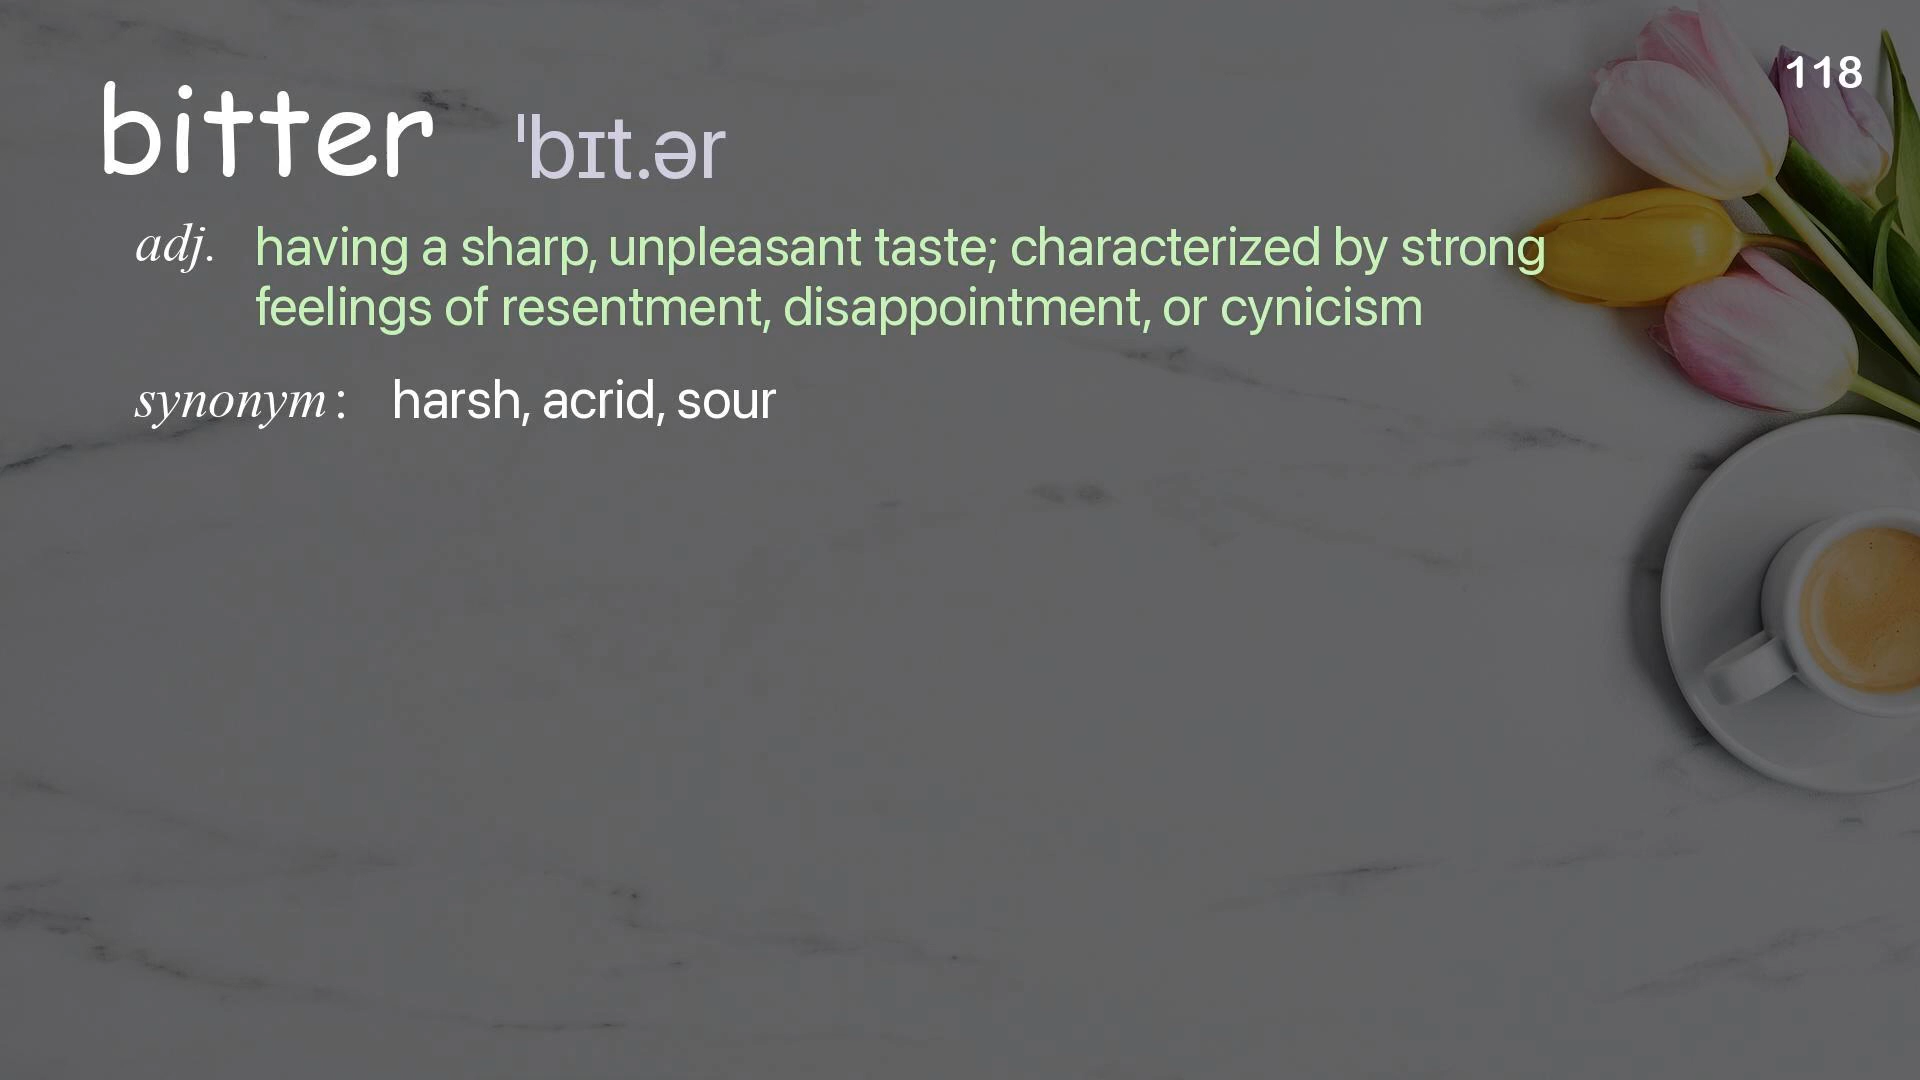 118
bitter ˈbɪt.ər
adj. having a sharp, unpleasant taste; characterized by strong
feelings of resentment, disappointment, or cynicism
synonym : harsh, acrid, sour